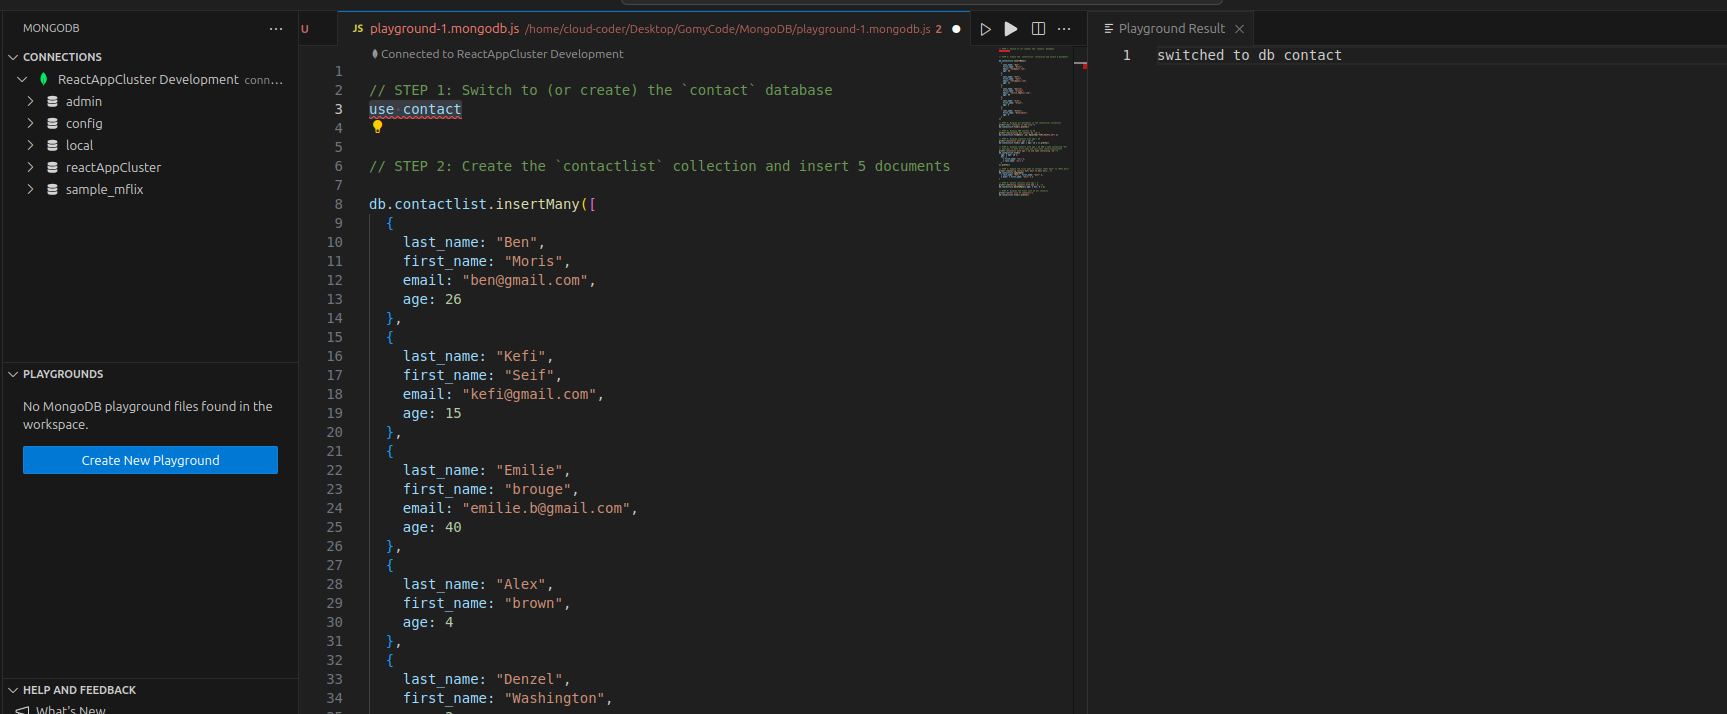 MONGODB
CONNECTIONS
ReactAppCluster Development conn...
admin
config
local
reactAppCluster
sample_mflix
PLAYGROUNDS
No MongoDB playground files found in the
workspace.
Create New Playground
HELP AND FEEDBACK
What's New
U
JS playground-1.mongodb.js /home/cloud-coder/Desktop/GomyCode/MongoDB/playground-1.mongodb.js 2
Connected to ReactAppCluster Development
1
2 // STEP 1: Switch to (or create) the `contact` database
3 use contact
4
5
6 // STEP 2: Create the `contactlist` collection and insert 5 documents
7
8 db.contactlist.insertMany([
9 {
10 last_name: "Ben",
11 first_name: "Moris",
12 email: "ben@gmail.com",
13 age: 26
14 },
15 {
16 last_name: "Kefi",
17 first_name: "Seif",
18 email: "kefi@gmail.com",
19 age: 15
20 },
21 {
22 last_name: "Emilie",
23 first_name: "brouge",
24 email: "emilie.b@gmail.com",
25 age: 40
26 },
27 {
28 last_name: "Alex",
29 first_name: "brown",
30 age: 4
31 },
32 {
33 last_name: "Denzel",
34 first_name: "Washington",
Playground Result
1 switched to db contact